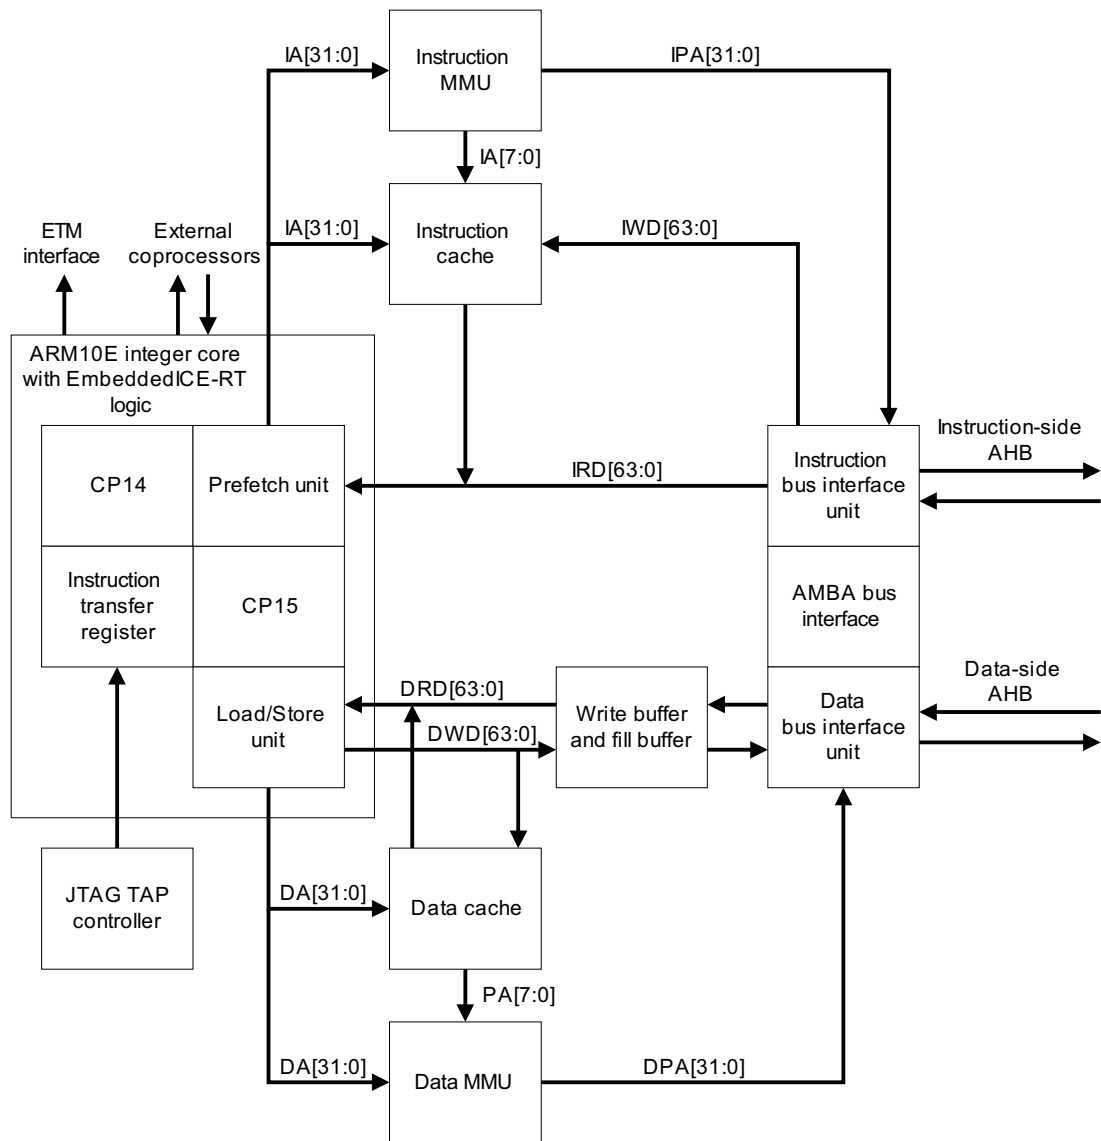 IA[31:0]
Instruction
MMU
IPA[31:0]
IA[7:0]
ETM
interface
External
coprocessors
IA[31:0]
Instruction
cache
IWD[63:0]
ARM10E integer core
with EmbeddedICE-RT
logic
CP14
Prefetch unit
IRD[63:0]
Instruction
bus interface
unit
Instruction-side
AHB
Instruction
transfer
register
CP15
AMBA bus
interface
Load/Store
unit
DRD[63:0]
DWD[63:0]
Write buffer
and fill buffer
Data
bus interface
unit
Data-side
AHB
JTAG TAP
controller
DA[31:0]
Data cache
PA[7:0]
DA[31:0]
Data MMU
DPA[31:0]